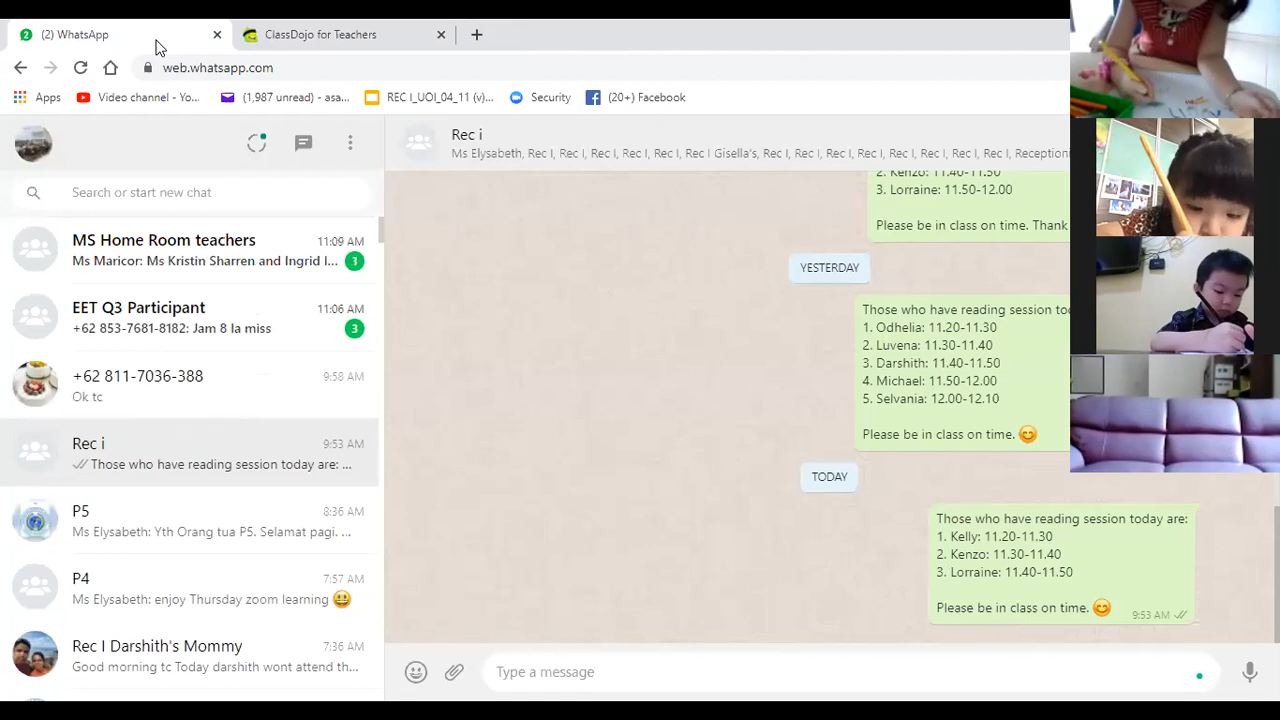 2 (2) WhatsApp
ClassDojo for Teachers
web.whatsapp.com
Apps
Video channel - Yo...
(1,987 unread) - asa...
REC I_UOI_04_11 (v)...
Security
(20+) Facebook
Search or start new chat
MS Home Room teachers 11:09 AM
Ms Maricor: Ms Kristin Sharren and Ingrid I... 1
EET Q3 Participant 11:06 AM
+62 853-7681-8182: Jam 8 la miss 3
+62 811-7036-388 9:58 AM
Ok tc
Rec i 9:53 AM
Those who have reading session today are: ...
P5 8:36 AM
Ms Elysabeth: Yth Orang tua P5. Selamat pagi. ...
P4 7:57 AM
Ms Elysabeth: enjoy Thursday zoom learning 😃
Rec I Darshith's Mommy 7:36 AM
Good morning tc Today darshith wont attend th...
Rec i
Ms Elysabeth, Rec I, Rec I, Rec I, Rec I, Rec I, Rec I Gisella's, Rec I, Rec I, Rec I, Rec I, Rec I, Rec I, Reception
2. Kenzo: 11.40-11.50
3. Lorraine: 11.50-12.00
Please be in class on time. Thank
YESTERDAY
Those who have reading session
1. Odhelia: 11.20-11.30
2. Luvena: 11.30-11.40
3. Darshith: 11.40-11.50
4. Michael: 11.50-12.00
5. Selvania: 12.00-12.10
Please be in class on time. 😊
TODAY
Those who have reading session today are:
1. Kelly: 11.20-11.30
2. Kenzo: 11.30-11.40
3. Lorraine: 11.40-11.50
Please be in class on time. 😊 9:53 AM
Type a message